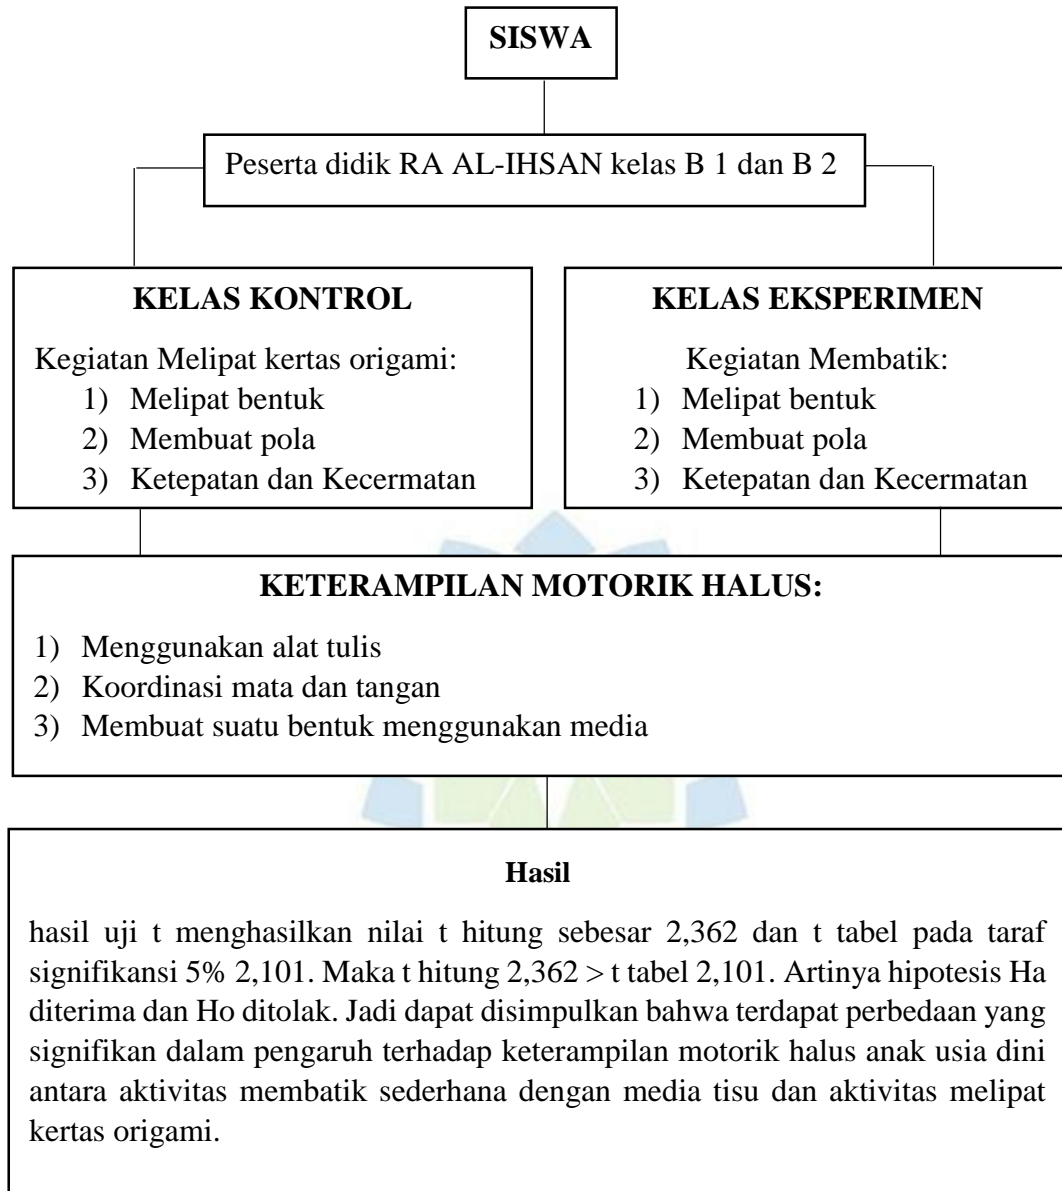 SISWA
Peserta didik RA AL-IHSAN kelas B 1 dan B 2
KELAS KONTROL
Kegiatan Melipat kertas origami:
1) Melipat bentuk
2) Membuat pola
3) Ketepatan dan Kecermatan
KELAS EKSPERIMEN
Kegiatan Membatik:
1) Melipat bentuk
2) Membuat pola
3) Ketepatan dan Kecermatan
KETERAMPILAN MOTORIK HALUS:
1) Menggunakan alat tulis
2) Koordinasi mata dan tangan
3) Membuat suatu bentuk menggunakan media
Hasil
hasil uji t menghasilkan nilai t hitung sebesar 2,362 dan t tabel pada taraf
signifikansi 5% 2,101. Maka t hitung 2,362 > t tabel 2,101. Artinya hipotesis Ha
diterima dan Ho ditolak. Jadi dapat disimpulkan bahwa terdapat perbedaan yang
signifikan dalam pengaruh terhadap keterampilan motorik halus anak usia dini
antara aktivitas membatik sederhana dengan media tisu dan aktivitas melipat
kertas origami.